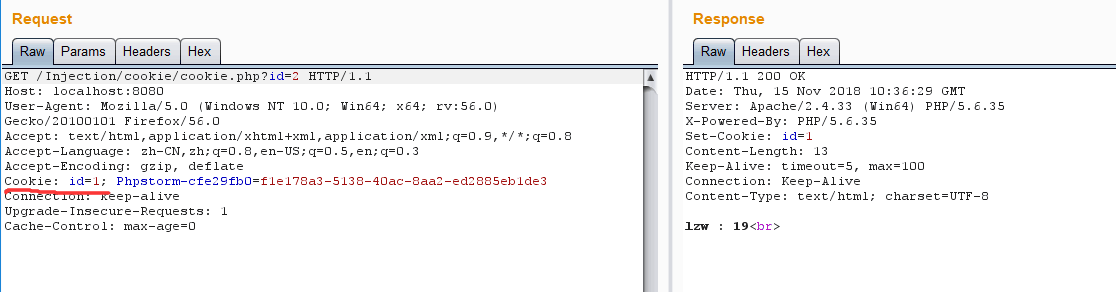 Request
Raw Params Headers Hex
GET /Injection/cookie/cookie.php?id=2 HTTP/1.1
Host: localhost:8080
User-Agent: Mozilla/5.0 (Windows NT 10.0; Win64; x64; rv:56.0)
Gecko/20100101 Firefox/56.0
Accept: text/html,application/xhtml+xml,application/xml;q=0.9,*/*;q=0.8
Accept-Language: zh-CN,zh;q=0.8,en-US;q=0.5,en;q=0.3
Accept-Encoding: gzip, deflate
Cookie: id=1; Phpstorm-cfe29fb0=f1e178a3-5138-40ac-8aa2-ed2885eb1de3
Connection: keep-alive
Upgrade-Insecure-Requests: 1
Cache-Control: max-age=0
Response
Raw Headers Hex
HTTP/1.1 200 OK
Date: Thu, 15 Nov 2018 10:36:29 GMT
Server: Apache/2.4.33 (Win64) PHP/5.6.35
X-Powered-By: PHP/5.6.35
Set-Cookie: id=1
Content-Length: 13
Keep-Alive: timeout=5, max=100
Connection: Keep-Alive
Content-Type: text/html; charset=UTF-8
lzw : 19<br>